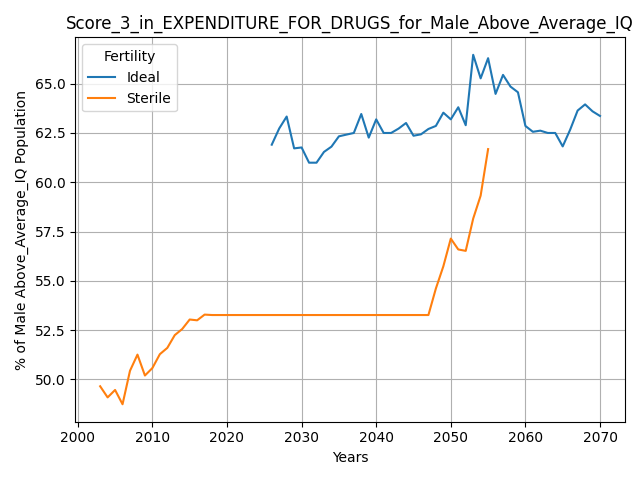 Score_3_in_EXPENDITURE_FOR_DRUGS_for_Male_Above_Average_IQ
Fertility
Ideal
Sterile
% of Male Above_Average_IQ Population
65.0
62.5
60.0
57.5
55.0
52.5
50.0
2000 2010 2020 2030 2040 2050 2060 2070
Years